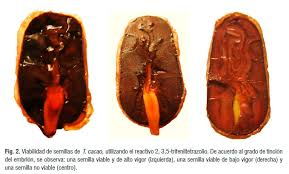 Fig. 2. Viabilidad de semillas de T. cacao, utilizando el reactivo 2, 3,5-trifeniltetrazolio. De acuerdo al grado de tinción
del embrión, se observa: una semilla viable y de alto vigor (izquierda), una semilla viable de bajo vigor (derecha) y una
semilla no viable (centro).